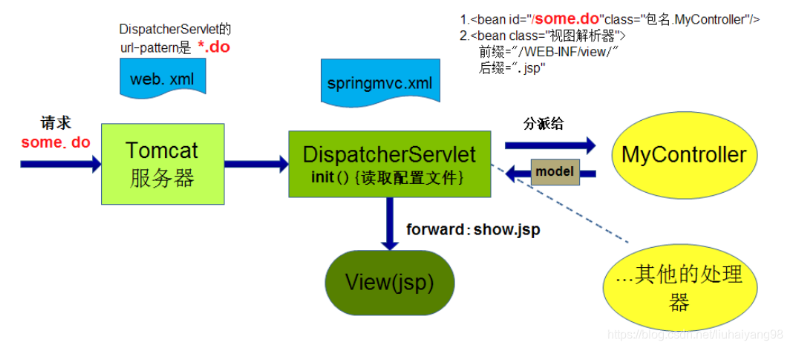 DispatcherServlet的
url-pattern是 *.do
web. xml
springmvc.xml
1.<bean id="/some.do"class="包名.MyController"/>
2.<bean class="视图解析器">
前缀="/WEB-INF/view/"
后缀=".jsp"
请求
some. do
Tomcat
服务器
DispatcherServlet
init(){读取配置文件}
分派给
model
MyController
forward:show.jsp
View(jsp)
...其他的处理
器
https://blog.csdn.net/liuhaiyang98